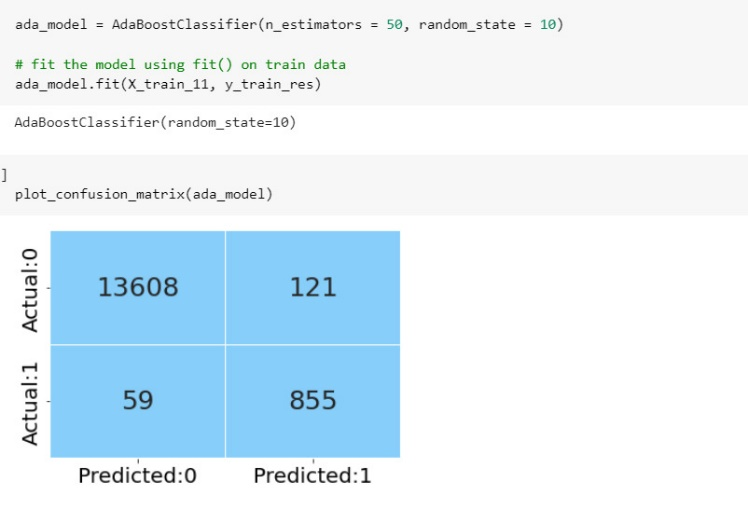 ada_model = AdaBoostClassifier(n_estimators = 50, random_state = 10)
# fit the model using fit() on train data
ada_model.fit(X_train_11, y_train_res)
AdaBoostClassifier(random_state=10)
]
plot_confusion_matrix(ada_model)
Actual:0
13608 121
Actual:1
59 855
Predicted:0 Predicted:1